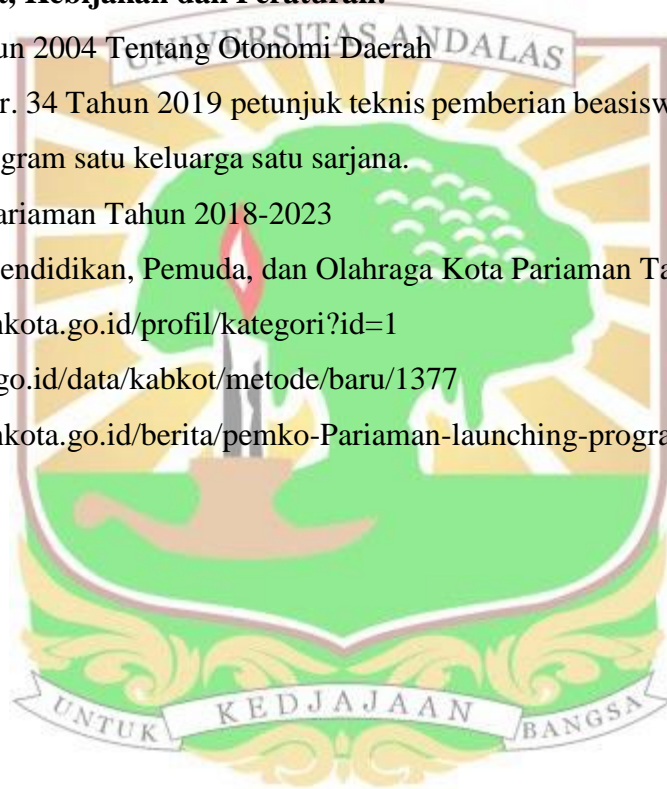 , Kebijakan dan Peraturan:
un 2004 Tentang Otonomi Daerah
UNIVERSITAS ANDALAS
r. 34 Tahun 2019 petunjuk teknis pemberian beasisw
gram satu keluarga satu sarjana.
ariaman Tahun 2018-2023
endidikan, Pemuda, dan Olahraga Kota Pariaman Ta
nkota.go.id/profil/kategori?id=1
go.id/data/kabkot/metode/baru/1377
nkota.go.id/berita/pemko-Pariaman-launching-progra
UNTUK KEDJAJAAN BANGSA